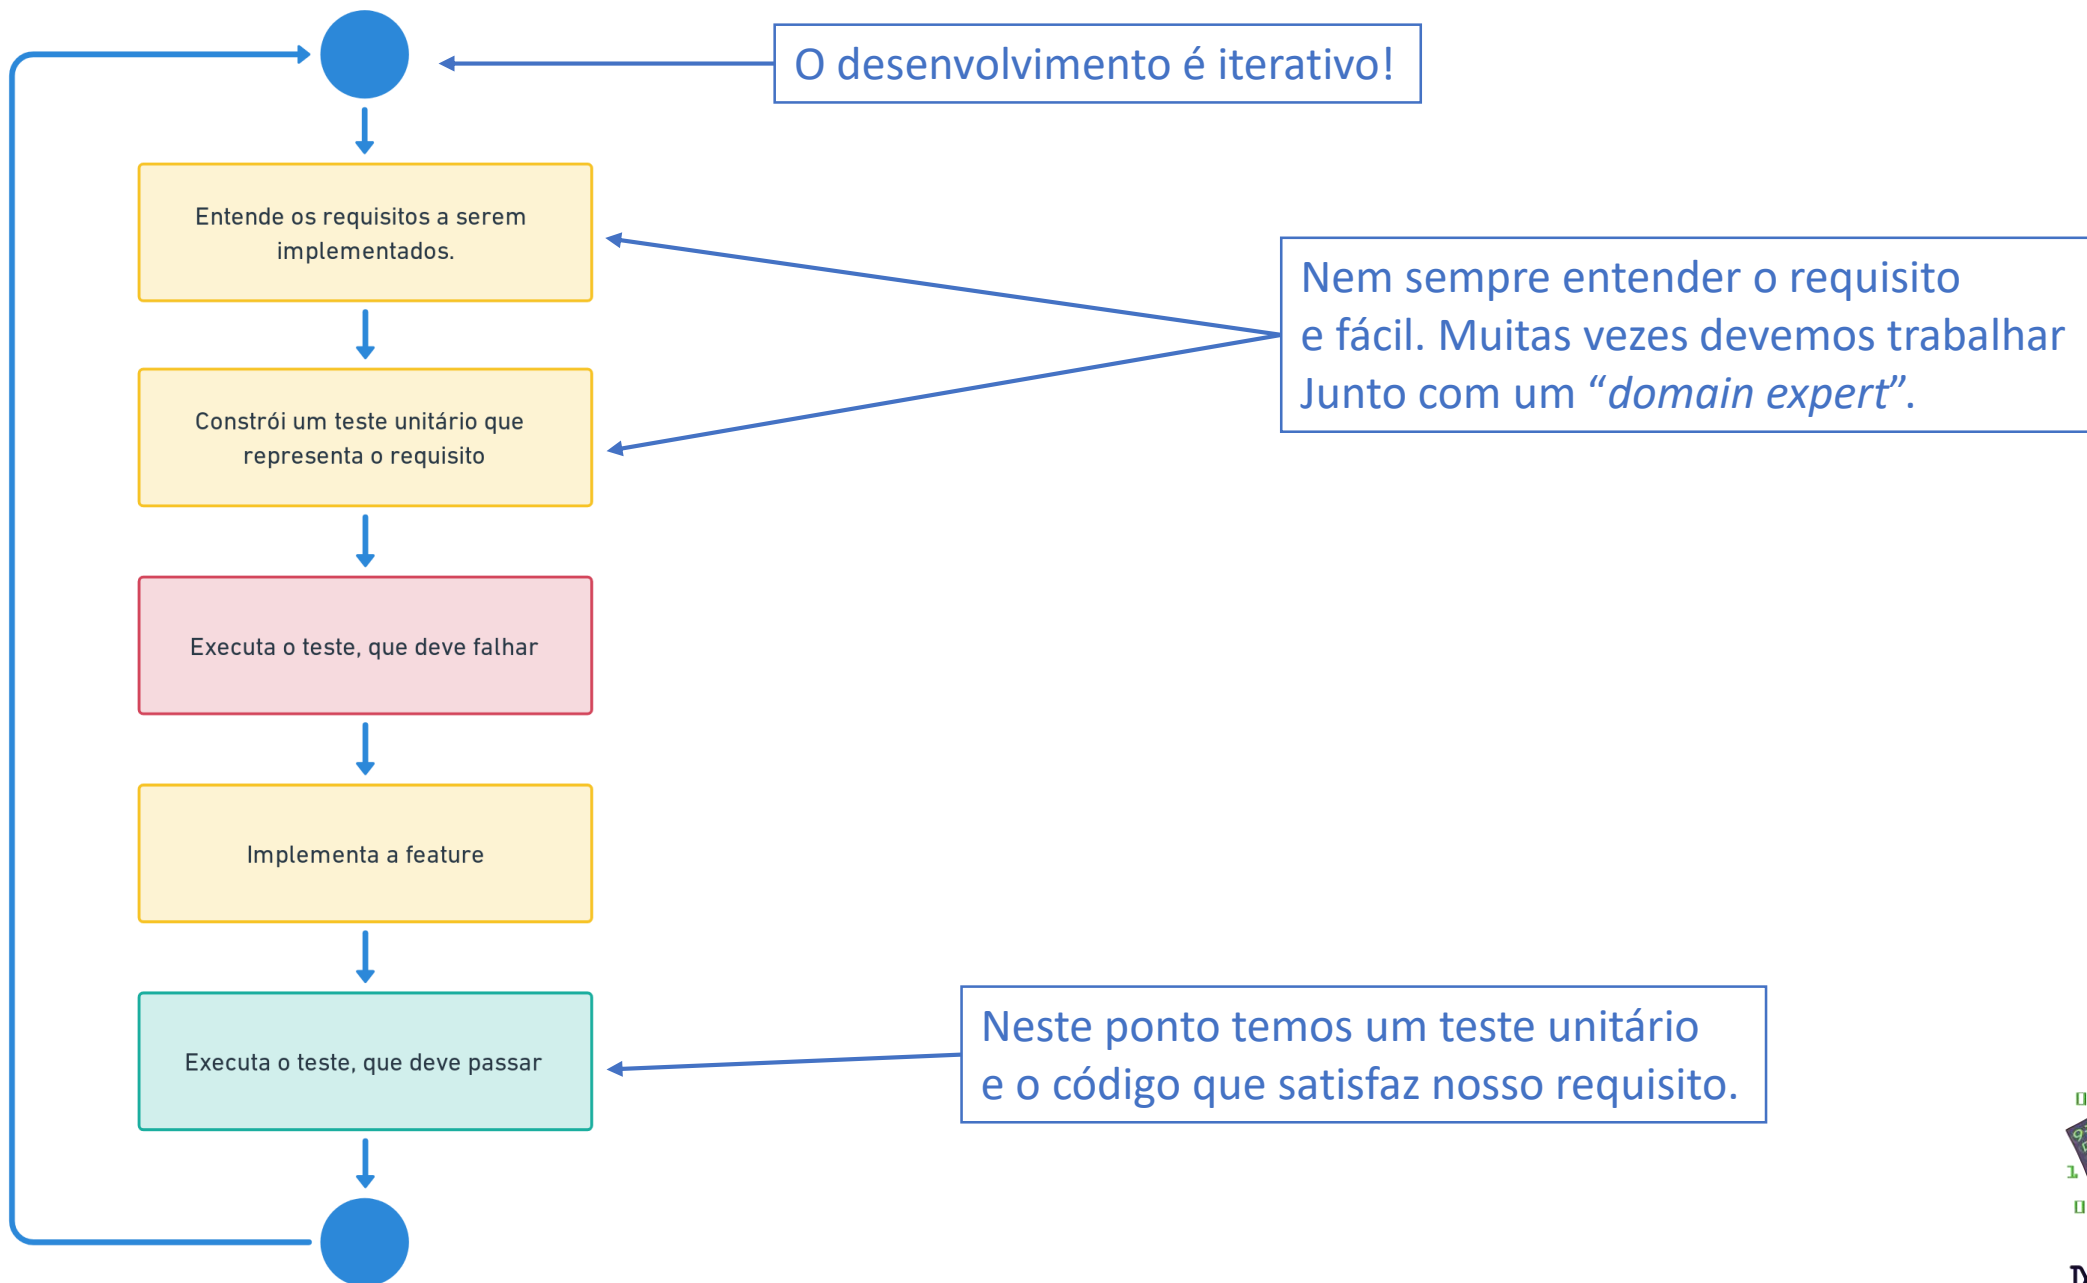 O desenvolvimento é iterativo!
Entende os requisitos a serem
implementados.
Nem sempre entender o requisito
e fácil. Muitas vezes devemos trabalhar
Junto com um “domain expert”.
Constrói um teste unitário que
representa o requisito
Executa o teste, que deve falhar
Implementa a feature
Executa o teste, que deve passar
Neste ponto temos um teste unitário
e o código que satisfaz nosso requisito.